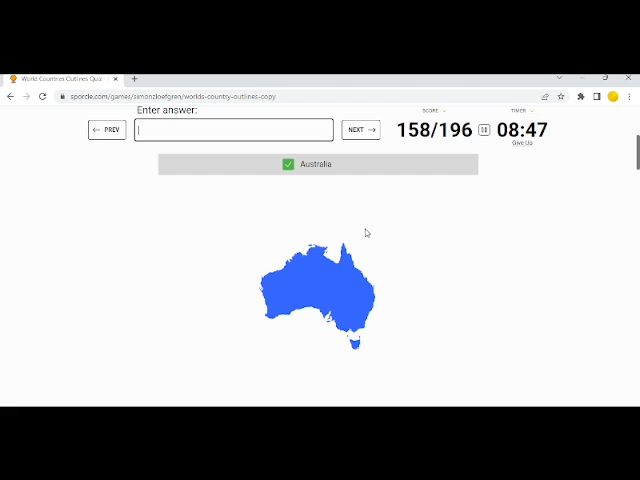 World Countries Outlines Quiz
sporcle.com/games/simonzloefgren/worlds-country-outlines-copy
Enter answer:
PREV
NEXT
SCORE
158/196
TIMER
08:47
Give Up
Australia